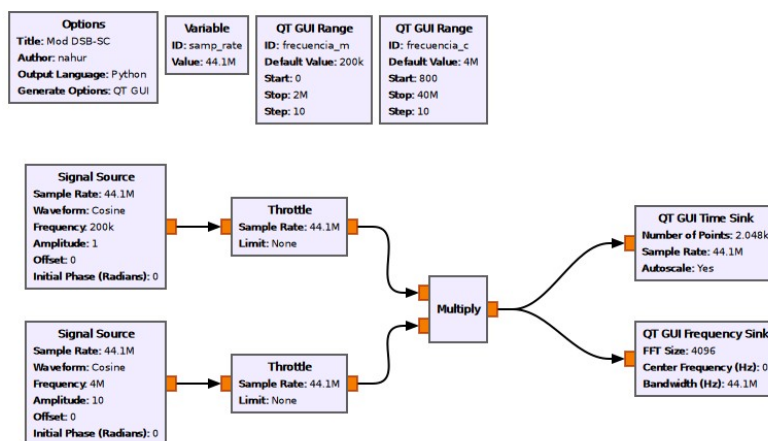 Options
Title: Mod DSB-SC
Author: nahur
Output Language: Python
Generate Options: QT GUI
Variable
ID: samp_rate
Value: 44.1M
QT GUI Range
ID: frecuencia_m
Default Value: 200k
Start: 0
Stop: 2M
Step: 10
QT GUI Range
ID: frecuencia_c
Default Value: 4M
Start: 800
Stop: 40M
Step: 10
Signal Source
Sample Rate: 44.1M
Waveform: Cosine
Frequency: 200k
Amplitude: 1
Offset: 0
Initial Phase (Radians): 0
Throttle
Sample Rate: 44.1M
Limit: None
Signal Source
Sample Rate: 44.1M
Waveform: Cosine
Frequency: 4M
Amplitude: 10
Offset: 0
Initial Phase (Radians): 0
Throttle
Sample Rate: 44.1M
Limit: None
Multiply
QT GUI Time Sink
Number of Points: 2.048k
Sample Rate: 44.1M
Autoscale: Yes
QT GUI Frequency Sink
FFT Size: 4096
Center Frequency (Hz): 0
Bandwidth (Hz): 44.1M